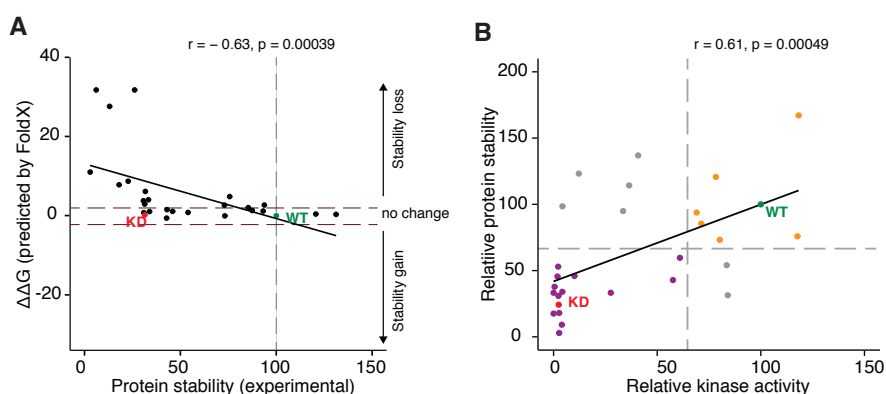 A
r = − 0.63, p = 0.00039
ΔΔG (predicted by FoldX)
40
20
0
-20
KD
WT
Stability loss
no change
Stability gain
0
50
100
150
Protein stability (experimental)
B
r = 0.61, p = 0.00049
Relative protein stability
200
150
100
50
0
WT
KD
0
50
100
150
Relative kinase activity